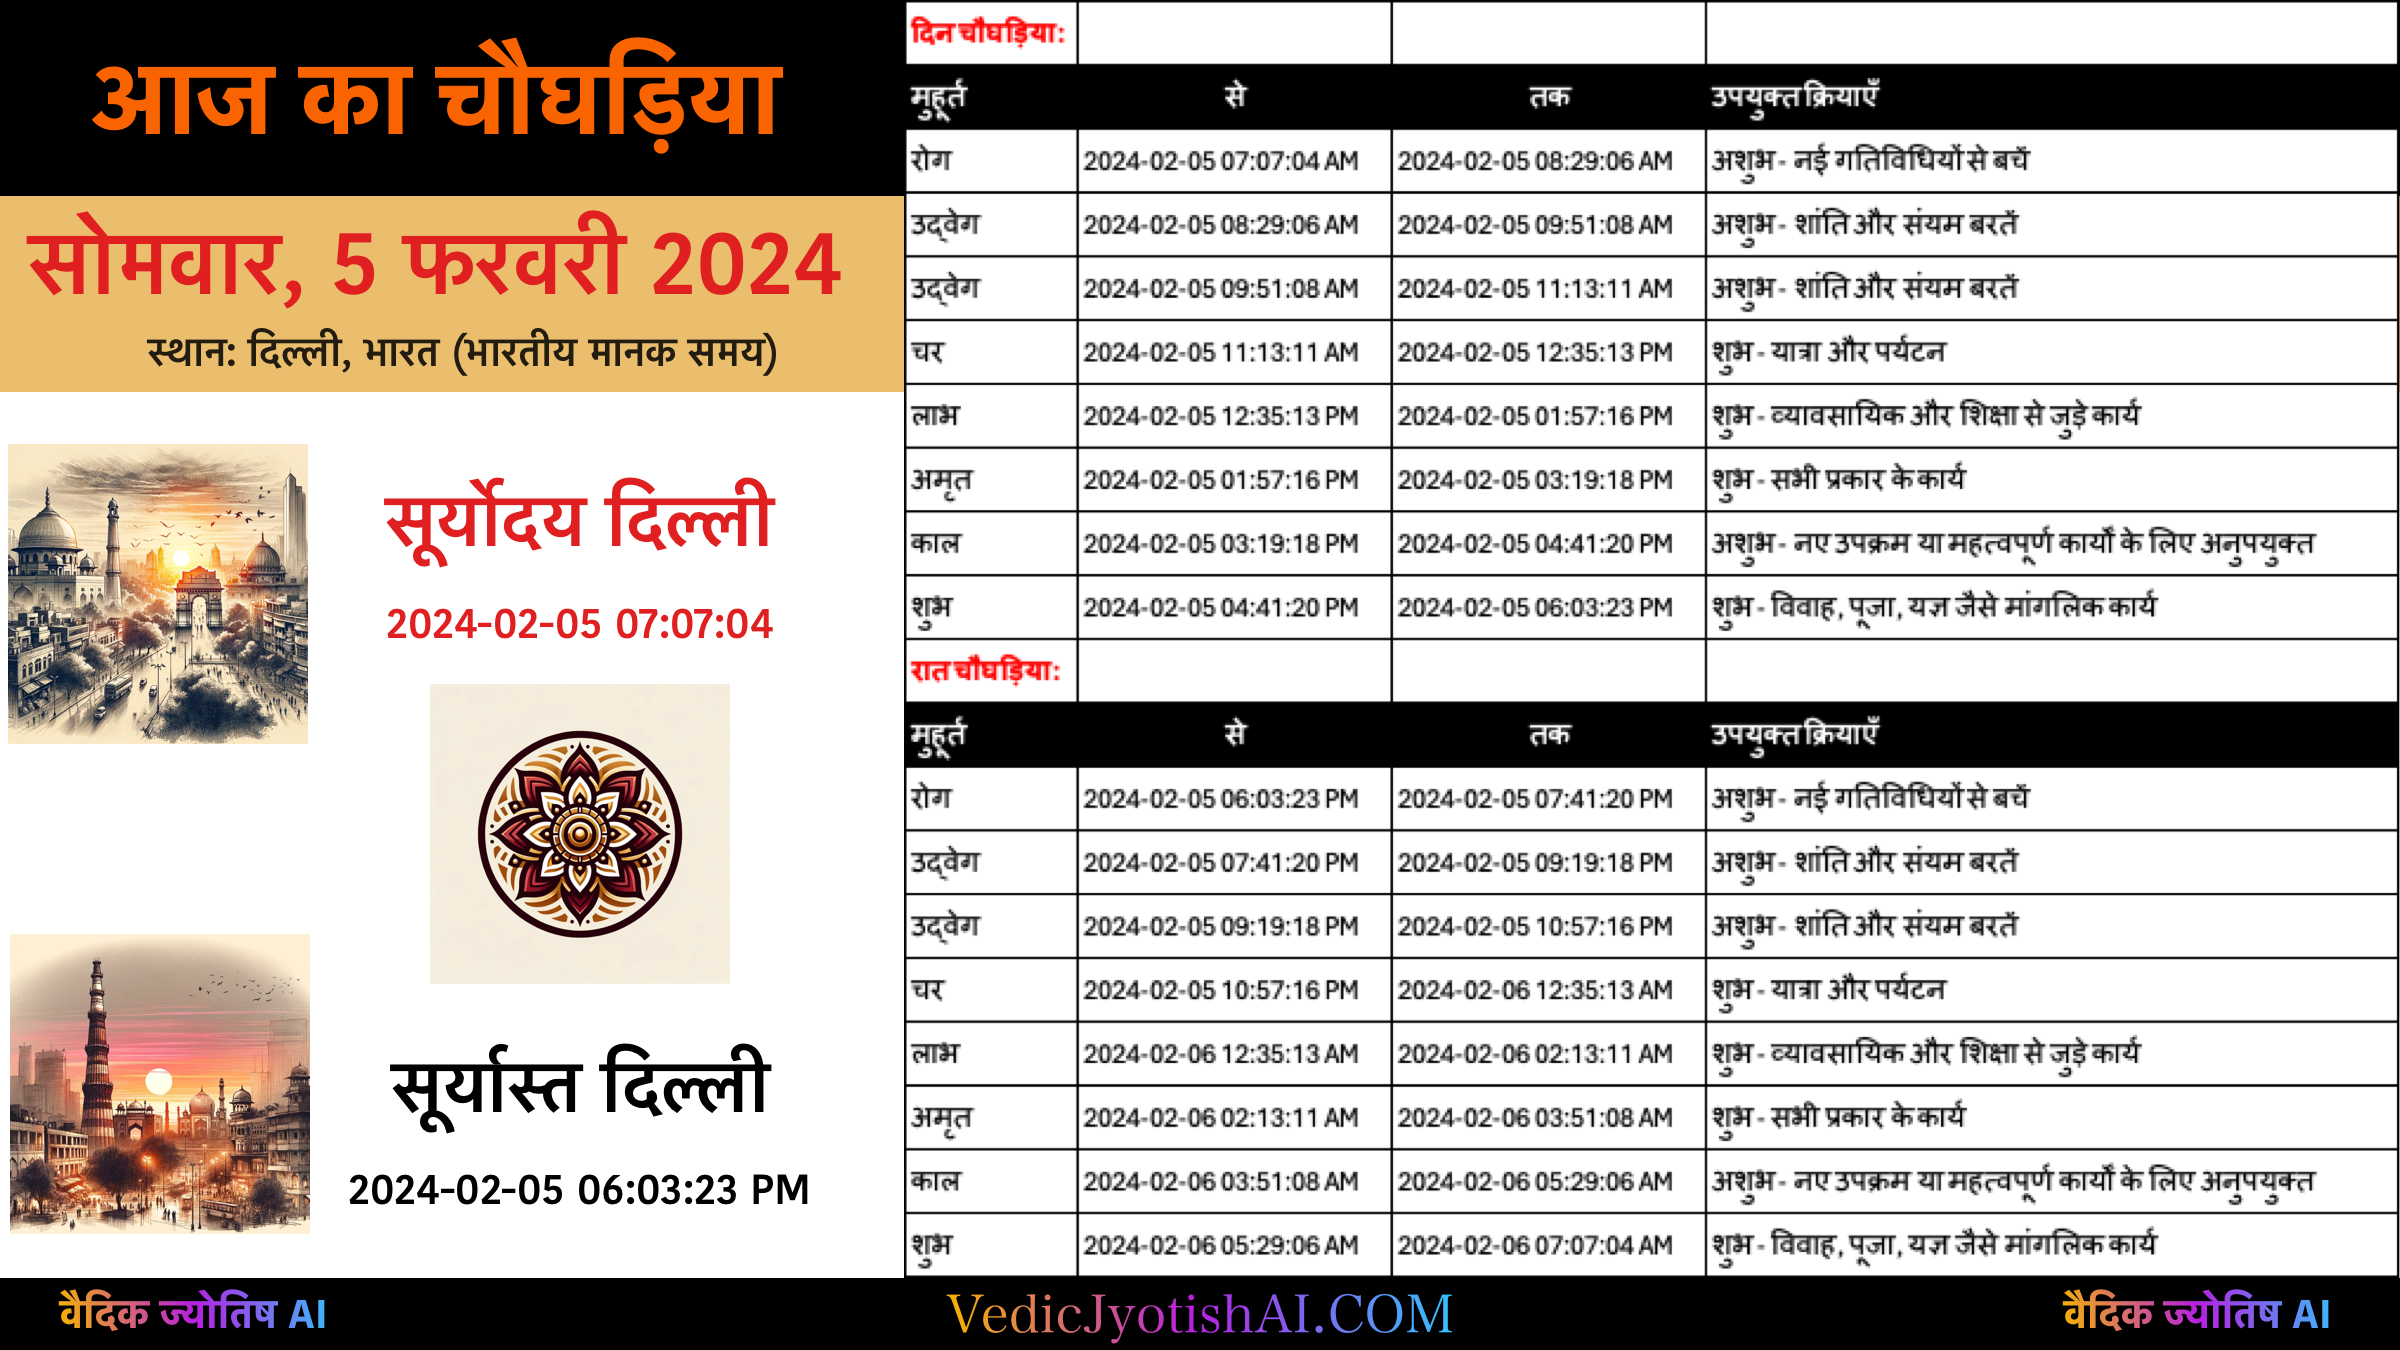 आज का चौघड़िया
सोमवार, 5 फरवरी 2024
स्थान: दिल्ली, भारत (भारतीय मानक समय)
सूर्योदय दिल्ली
2024-02-05 07:07:04
सूर्यास्त दिल्ली
2024-02-05 06:03:23 PM
दिन चौघड़िया:
मुहूर्त से तक उपयुक्त क्रियाएँ
रोग 2024-02-05 07:07:04 AM 2024-02-05 08:29:06 AM अशुभ - नई गतिविधियों से बचें
उद्वेग 2024-02-05 08:29:06 AM 2024-02-05 09:51:08 AM अशुभ - शांति और संयम बरतें
उद्वेग 2024-02-05 09:51:08 AM 2024-02-05 11:13:11 AM अशुभ - शांति और संयम बरतें
चर 2024-02-05 11:13:11 AM 2024-02-05 12:35:13 PM शुभ - यात्रा और पर्यटन
लाभ 2024-02-05 12:35:13 PM 2024-02-05 01:57:16 PM शुभ - व्यावसायिक और शिक्षा से जुड़े कार्य
अमृत 2024-02-05 01:57:16 PM 2024-02-05 03:19:18 PM शुभ - सभी प्रकार के कार्य
काल 2024-02-05 03:19:18 PM 2024-02-05 04:41:20 PM अशुभ - नए उपक्रम या महत्वपूर्ण कार्यों के लिए अनुपयुक्त
शुभ 2024-02-05 04:41:20 PM 2024-02-05 06:03:23 PM शुभ - विवाह, पूजा, यज्ञ जैसे मांगलिक कार्य
रात चौघड़िया:
मुहूर्त से तक उपयुक्त क्रियाएँ
रोग 2024-02-05 06:03:23 PM 2024-02-05 07:41:20 PM अशुभ - नई गतिविधियों से बचें
उद्वेग 2024-02-05 07:41:20 PM 2024-02-05 09:19:18 PM अशुभ - शांति और संयम बरतें
उद्वेग 2024-02-05 09:19:18 PM 2024-02-05 10:57:16 PM अशुभ - शांति और संयम बरतें
चर 2024-02-05 10:57:16 PM 2024-02-06 12:35:13 AM शुभ - यात्रा और पर्यटन
लाभ 2024-02-06 12:35:13 AM 2024-02-06 02:13:11 AM शुभ - व्यावसायिक और शिक्षा से जुड़े कार्य
अमृत 2024-02-06 02:13:11 AM 2024-02-06 03:51:08 AM शुभ - सभी प्रकार के कार्य
काल 2024-02-06 03:51:08 AM 2024-02-06 05:29:06 AM अशुभ - नए उपक्रम या महत्वपूर्ण कार्यों के लिए अनुपयुक्त
शुभ 2024-02-06 05:29:06 AM 2024-02-06 07:07:04 AM शुभ - विवाह, पूजा, यज्ञ जैसे मांगलिक कार्य
वैदिक ज्योतिष AI VedicJyotishAI.COM वैदिक ज्योतिष AI